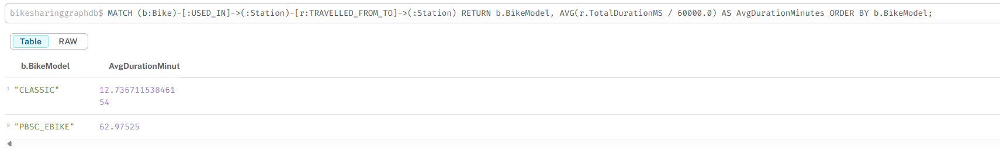 bikesharinggraphdb$ MATCH (b:Bike)-[:USED_IN]->(:Station)-[r:TRAVELLED_FROM_TO]->(:Station) RETURN b.BikeModel, AVG(r.TotalDurationMS / 60000.0) AS AvgDurationMinutes ORDER BY b.BikeModel;
Table RAW
b.BikeModel AvgDurationMinut
1 "CLASSIC" 12.736711538461
54
2 "PBSC_EBIKE" 62.97525